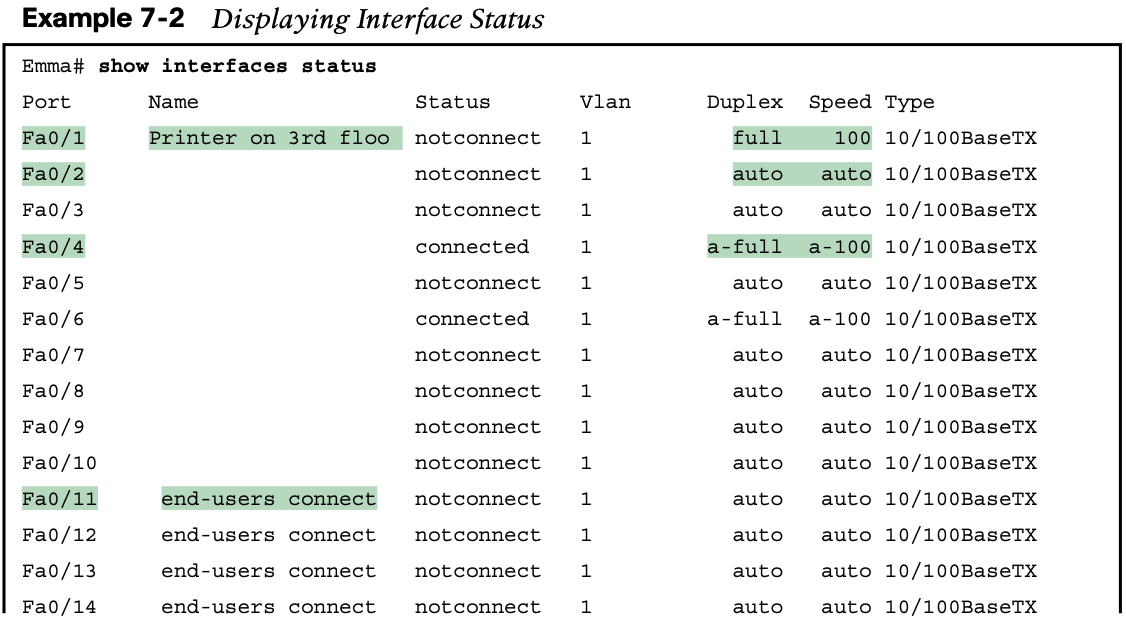 Example 7-2 Displaying Interface Status
Emma# show interfaces status
Port Name Status Vlan Duplex Speed Type
Fa0/1 Printer on 3rd floo notconnect 1 full 100 10/100BaseTX
Fa0/2 notconnect 1 auto auto 10/100BaseTX
Fa0/3 notconnect 1 auto auto 10/100BaseTX
Fa0/4 connected 1 a-full a-100 10/100BaseTX
Fa0/5 notconnect 1 auto auto 10/100BaseTX
Fa0/6 connected 1 a-full a-100 10/100BaseTX
Fa0/7 notconnect 1 auto auto 10/100BaseTX
Fa0/8 notconnect 1 auto auto 10/100BaseTX
Fa0/9 notconnect 1 auto auto 10/100BaseTX
Fa0/10 notconnect 1 auto auto 10/100BaseTX
Fa0/11 end-users connect notconnect 1 auto auto 10/100BaseTX
Fa0/12 end-users connect notconnect 1 auto auto 10/100BaseTX
Fa0/13 end-users connect notconnect 1 auto auto 10/100BaseTX
Fa0/14 end-users connect notconnect 1 auto auto 10/100BaseTX